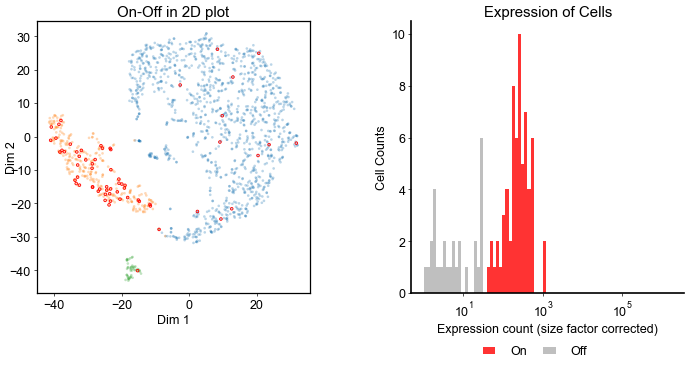 On-Off in 2D plot
Expression of Cells
30
20
10
0
−10
−20
−30
−40
Dim 2
−40
−20
0
20
Dim 1
10
8
6
4
2
0
Cell Counts
10^1
10^3
10^5
Expression count (size factor corrected)
On
Off